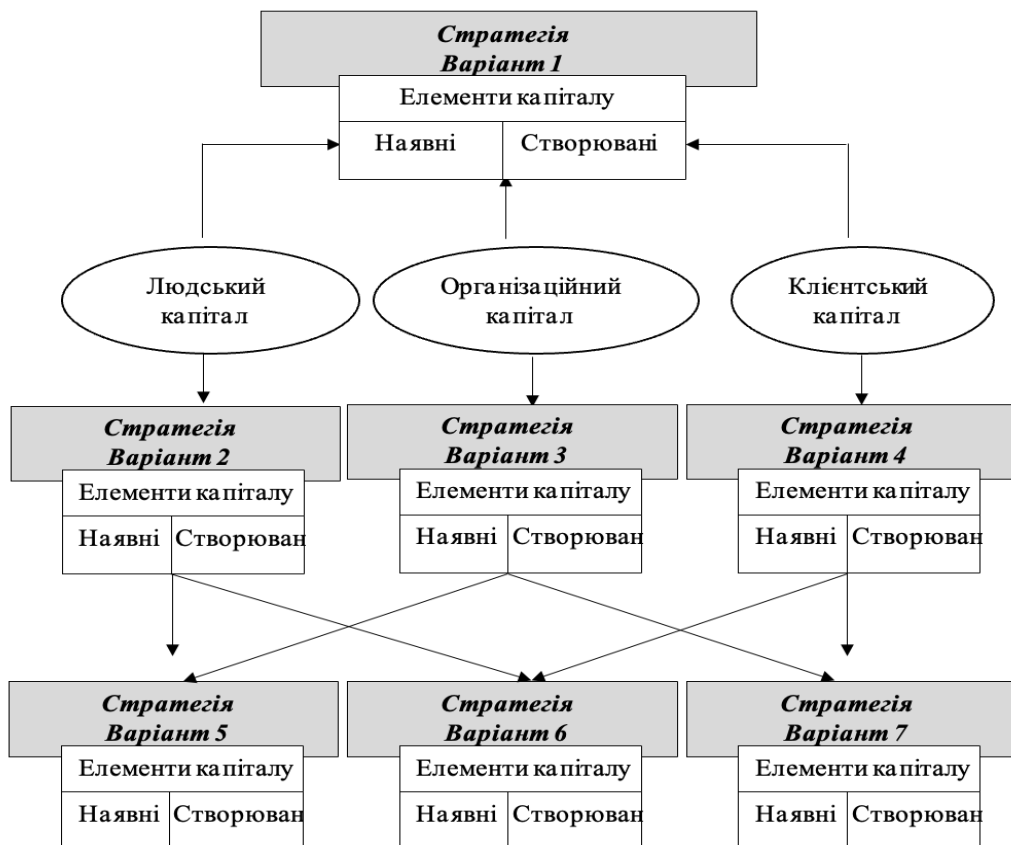 Стратегія
Варіант 1
Елементи капіталу
Наявні
Створювані
Людський
капітал
Організаційний
капітал
Клієнтський
капітал
Стратегія
Варіант 2
Елементи капіталу
Наявні
Створюван
Стратегія
Варіант 3
Елементи капіталу
Наявні
Створюван
Стратегія
Варіант 4
Елементи капіталу
Наявні
Створюван
Стратегія
Варіант 5
Елементи капіталу
Наявні
Створюван
Стратегія
Варіант 6
Елементи капіталу
Наявні
Створюван
Стратегія
Варіант 7
Елементи капіталу
Наявні
Створюван